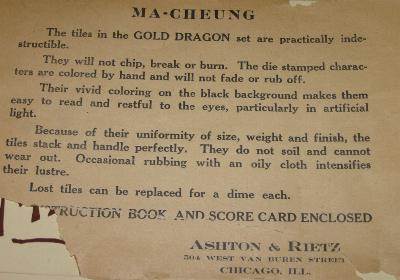 MA-CHEUNG
The tiles in the GOLD DRAGON set are practically inde-
structible.
They will not chip, break or burn. The die stamped charac-
ters are colored by hand and will not fade or rub off.
Their vivid coloring on the black background makes them
easy to read and restful to the eyes, particularly in artificial
light.
Because of their uniformity of size, weight and finish, the
tiles stack and handle perfectly. They do not soil and cannot
wear out. Occasional rubbing with an oily cloth intensifies
their lustre.
Lost tiles can be replaced for a dime each.
STRUCTION BOOK AND SCORE CARD ENCLOSED
ASHTON & RIETZ
504 WEST VAN BUREN STREET
CHICAGO, ILL.